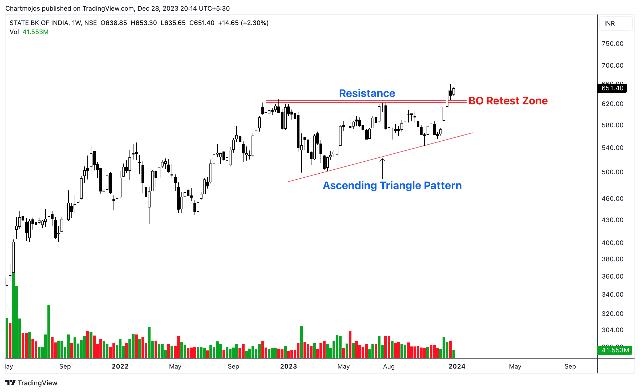 Chartmojos published on TradingView.com, Dec 28, 2023 20:14 UTC+5:30
STATE BK OF INDIA, 1W, NSE O638.85 H653.30 L635.65 C651.40 +14.65 (+2.30%)
Vol 41.553M
INR
750.00
700.00
651.40
620.00
580.00
540.00
500.00
460.00
430.00
400.00
380.00
360.00
340.00
320.00
304.00
41.553M
Resistance
BO Retest Zone
Ascending Triangle Pattern
May
Sep
2022
May
Sep
2023
May
Aug
2024
May
Sep
TradingView